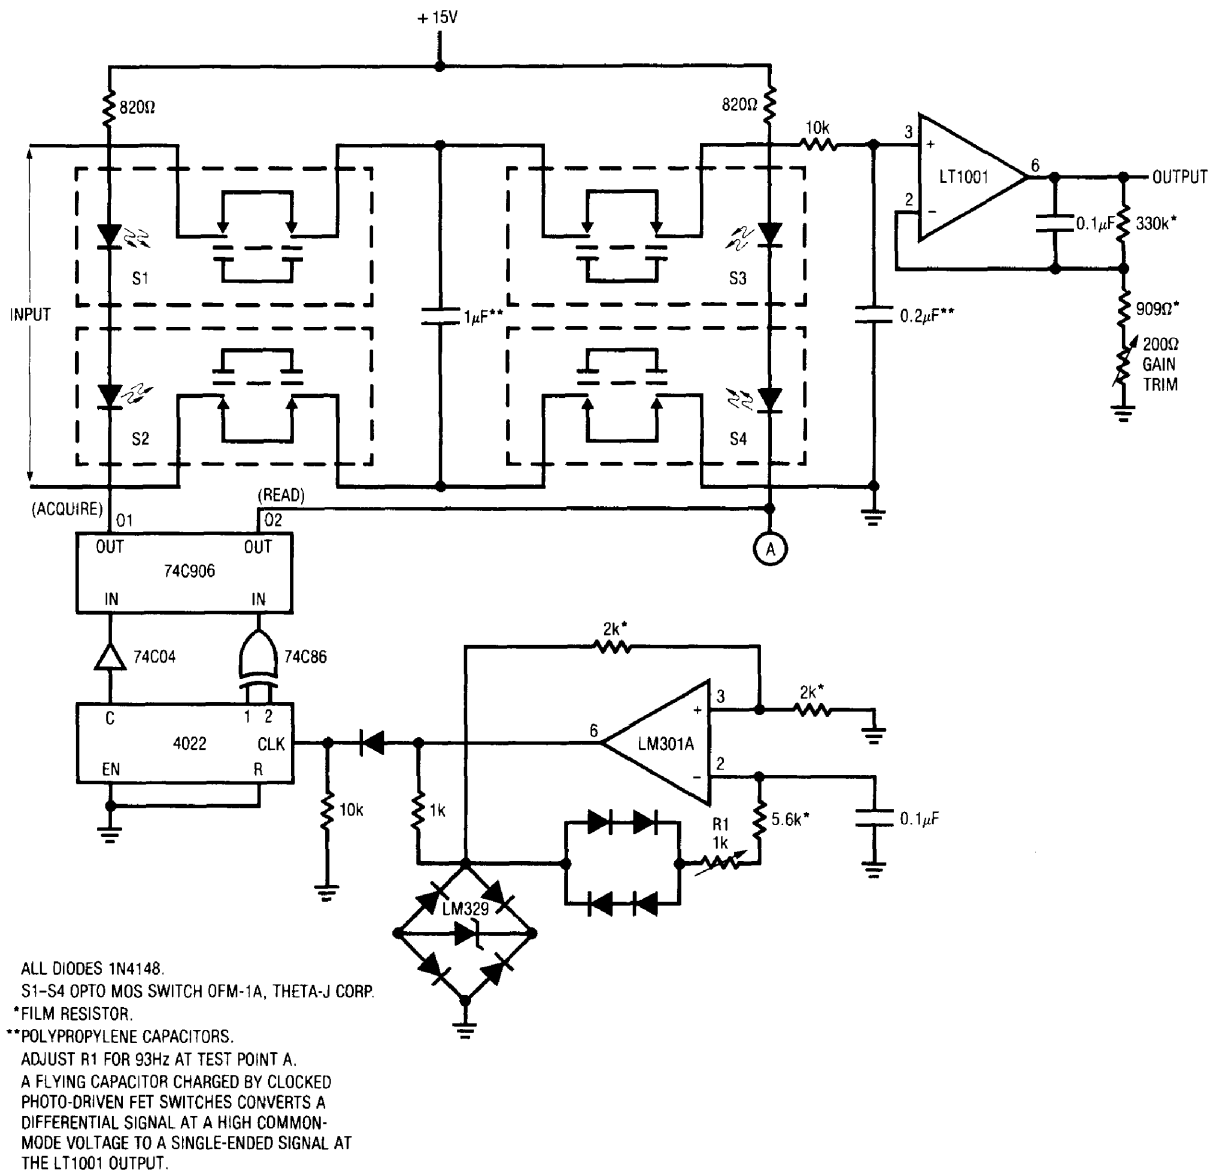 + 15V
820Ω
820Ω
10k
3
+
LT1001
6
OUTPUT
2
−
0.1µF
330k*
S1
S3
INPUT
1µF**
0.2µF**
909Ω*
200Ω
GAIN
TRIM
S2
S4
(ACQUIRE)
O1
(READ)
O2
A
OUT
OUT
74C906
IN
IN
74C04
74C86
2k*
C
1
2
4022
CLK
EN
R
6
LM301A
3
+
2k*
2
−
10k
1k
R1
1k
5.6k*
0.1µF
LM329
ALL DIODES 1N4148.
S1–S4 OPTO MOS SWITCH OFM-1A, THETA-J CORP.
*FILM RESISTOR.
**POLYPROPYLENE CAPACITORS.
ADJUST R1 FOR 93Hz AT TEST POINT A.
A FLYING CAPACITOR CHARGED BY CLOCKED
PHOTO-DRIVEN FET SWITCHES CONVERTS A
DIFFERENTIAL SIGNAL AT A HIGH COMMON-
MODE VOLTAGE TO A SINGLE-ENDED SIGNAL AT
THE LT1001 OUTPUT.